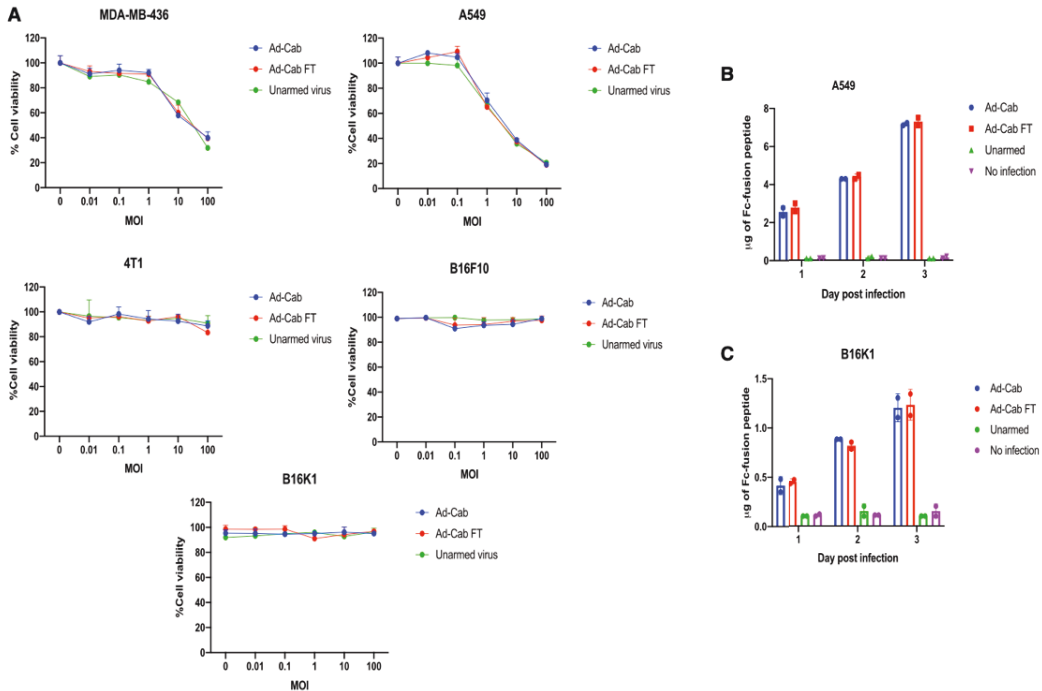 A
MDA-MB-436
% Cell viability
120
100
80
60
40
20
0
0 0.01 0.1 1 10 100
MOI
Ad-Cab
Ad-Cab FT
Unarmed virus
A549
%Cell viability
120
100
80
60
40
20
0
0 0.01 0.1 1 10 100
MOI
Ad-Cab
Ad-Cab FT
Unarmed virus
4T1
%Cell viability
120
100
80
60
40
20
0
0 0.01 0.1 1 10 100
MOI
Ad-Cab
Ad-Cab FT
Unarmed virus
B16F10
%Cell viability
120
100
80
60
40
20
0
0 0.01 0.1 1 10 100
MOI
Ad-Cab
Ad-Cab FT
Unarmed virus
B16K1
%Cell viability
120
100
80
60
40
20
0
0 0.01 0.1 1 10 100
MOI
Ad-Cab
Ad-Cab FT
Unarmed virus
B
A549
µg of Fc-fusion peptide
8
6
4
2
0
1 2 3
Day post infection
Ad-Cab
Ad-Cab FT
Unarmed
No infection
C
B16K1
µg of Fc-fusion peptide
1.5
1.0
0.5
0.0
1 2 3
Day post infection
Ad-Cab
Ad-Cab FT
Unarmed
No infection